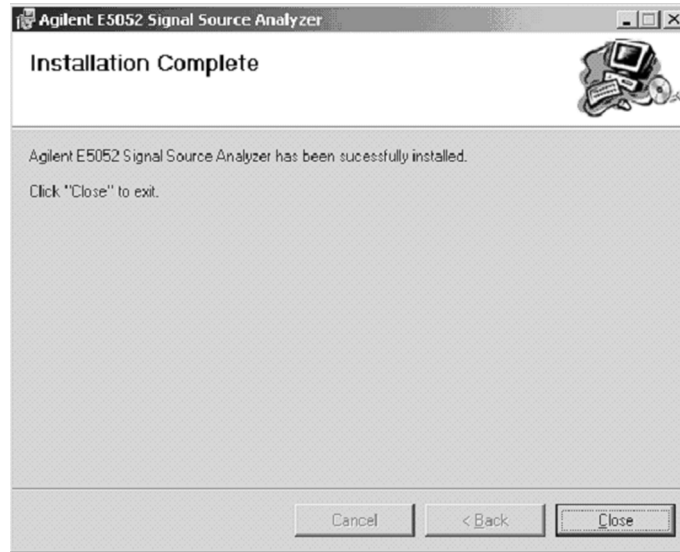 Agilent E5052 Signal Source Analyzer
Installation Complete
Agilent E5052 Signal Source Analyzer has been sucessfully installed.
Click "Close" to exit.
Cancel
< Back
Close